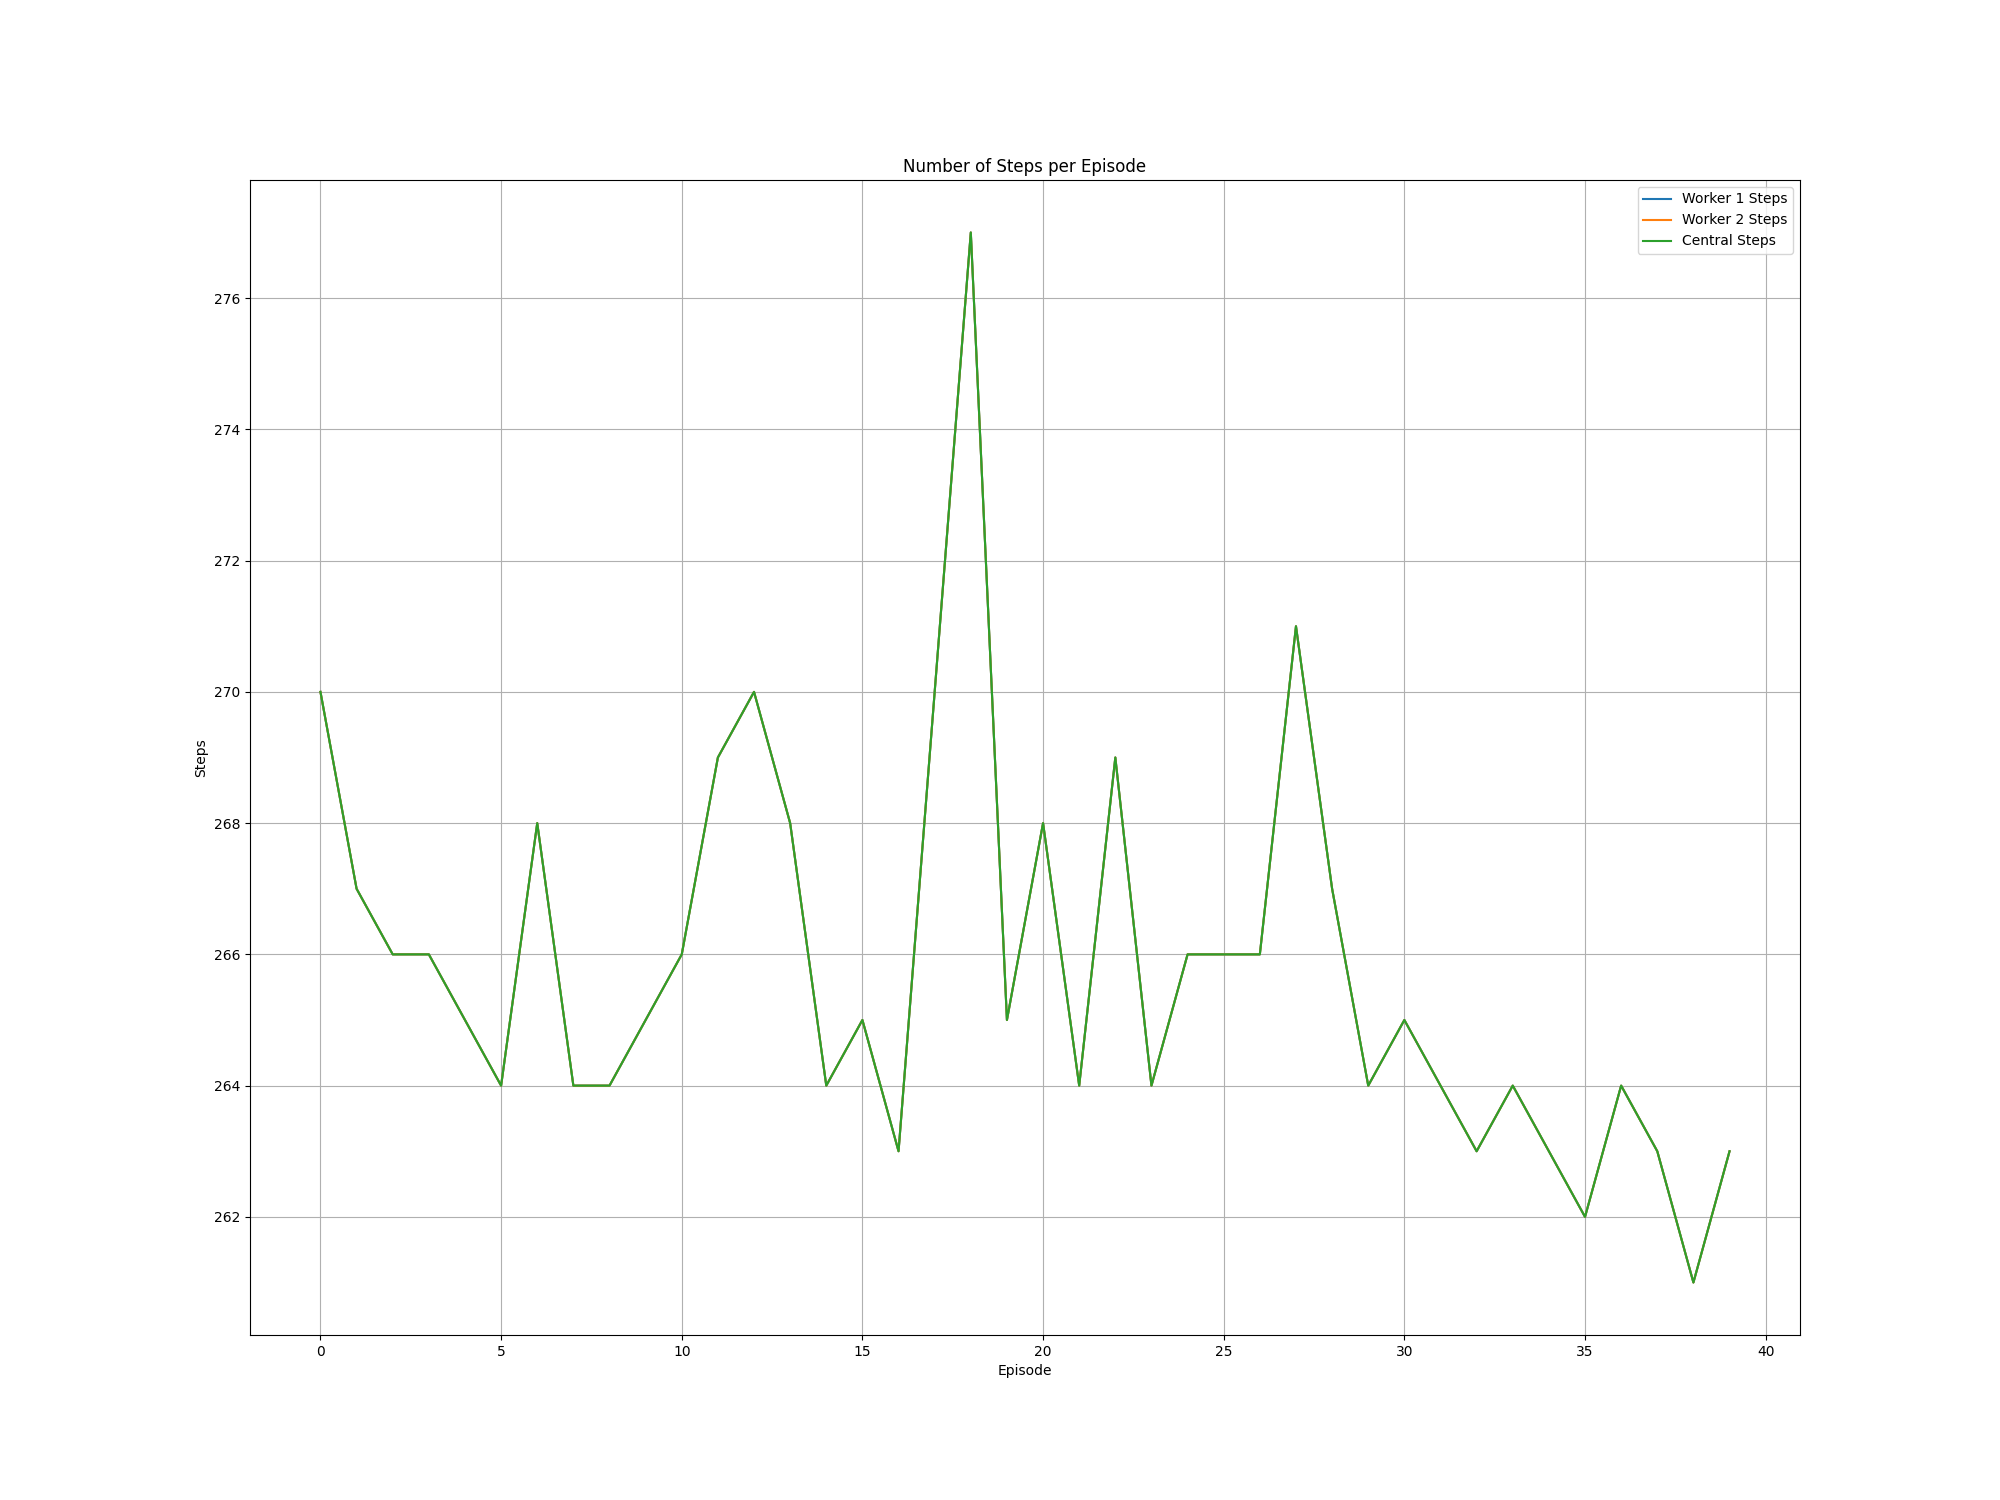 Number of Steps per Episode
Worker 1 Steps
Worker 2 Steps
Central Steps
276
274
272
270
268
266
264
262
Steps
0 5 10 15 20 25 30 35 40
Episode